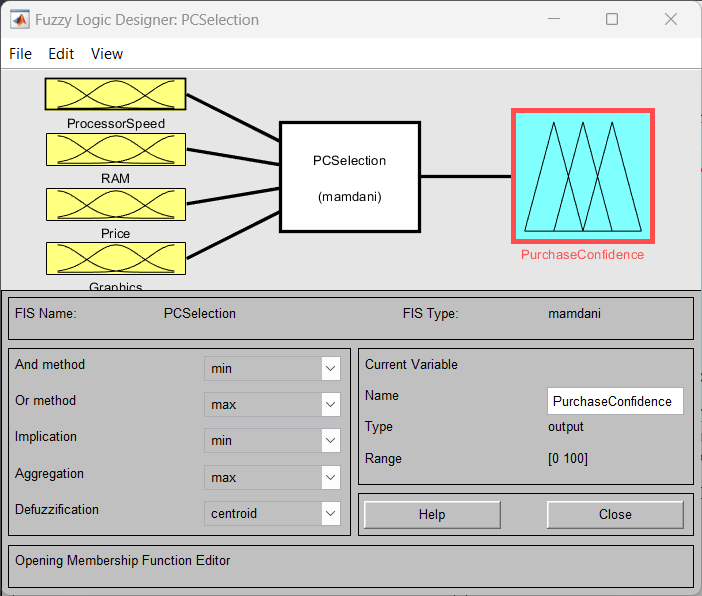 Fuzzy Logic Designer: PCSelection
File Edit View
ProcessorSpeed
RAM
Price
Graphics
PCSelection
(mamdani)
PurchaseConfidence
FIS Name: PCSelection FIS Type: mamdani
And method min
Or method max
Implication min
Aggregation max
Defuzzification centroid
Current Variable
Name PurchaseConfidence
Type output
Range [0 100]
Help Close
Opening Membership Function Editor